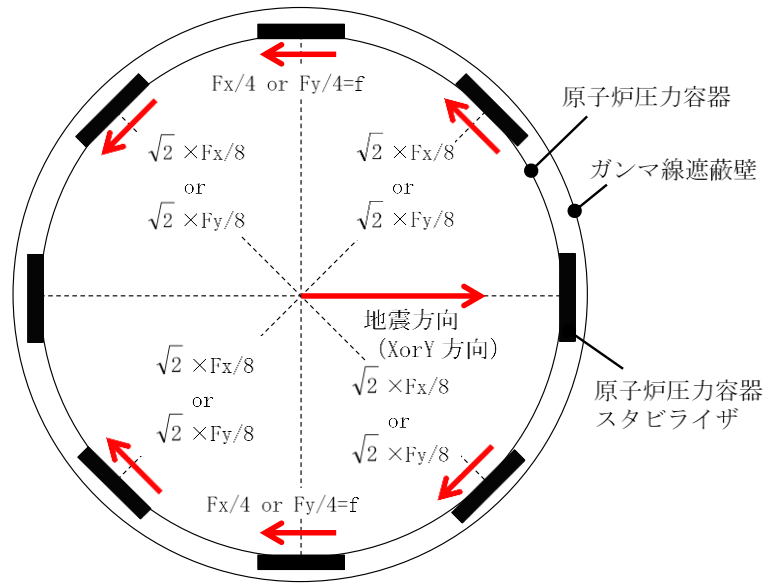 Fx/4 or Fy/4=f
原子炉圧力容器
ガンマ線遮蔽壁
√2 ×Fx/8
or
√2 ×Fy/8
√2 ×Fx/8
or
√2 ×Fy/8
地震方向
(XorY 方向)
√2 ×Fx/8
or
√2 ×Fy/8
√2 ×Fx/8
or
√2 ×Fy/8
原子炉圧力容器
スタビライザ
Fx/4 or Fy/4=f